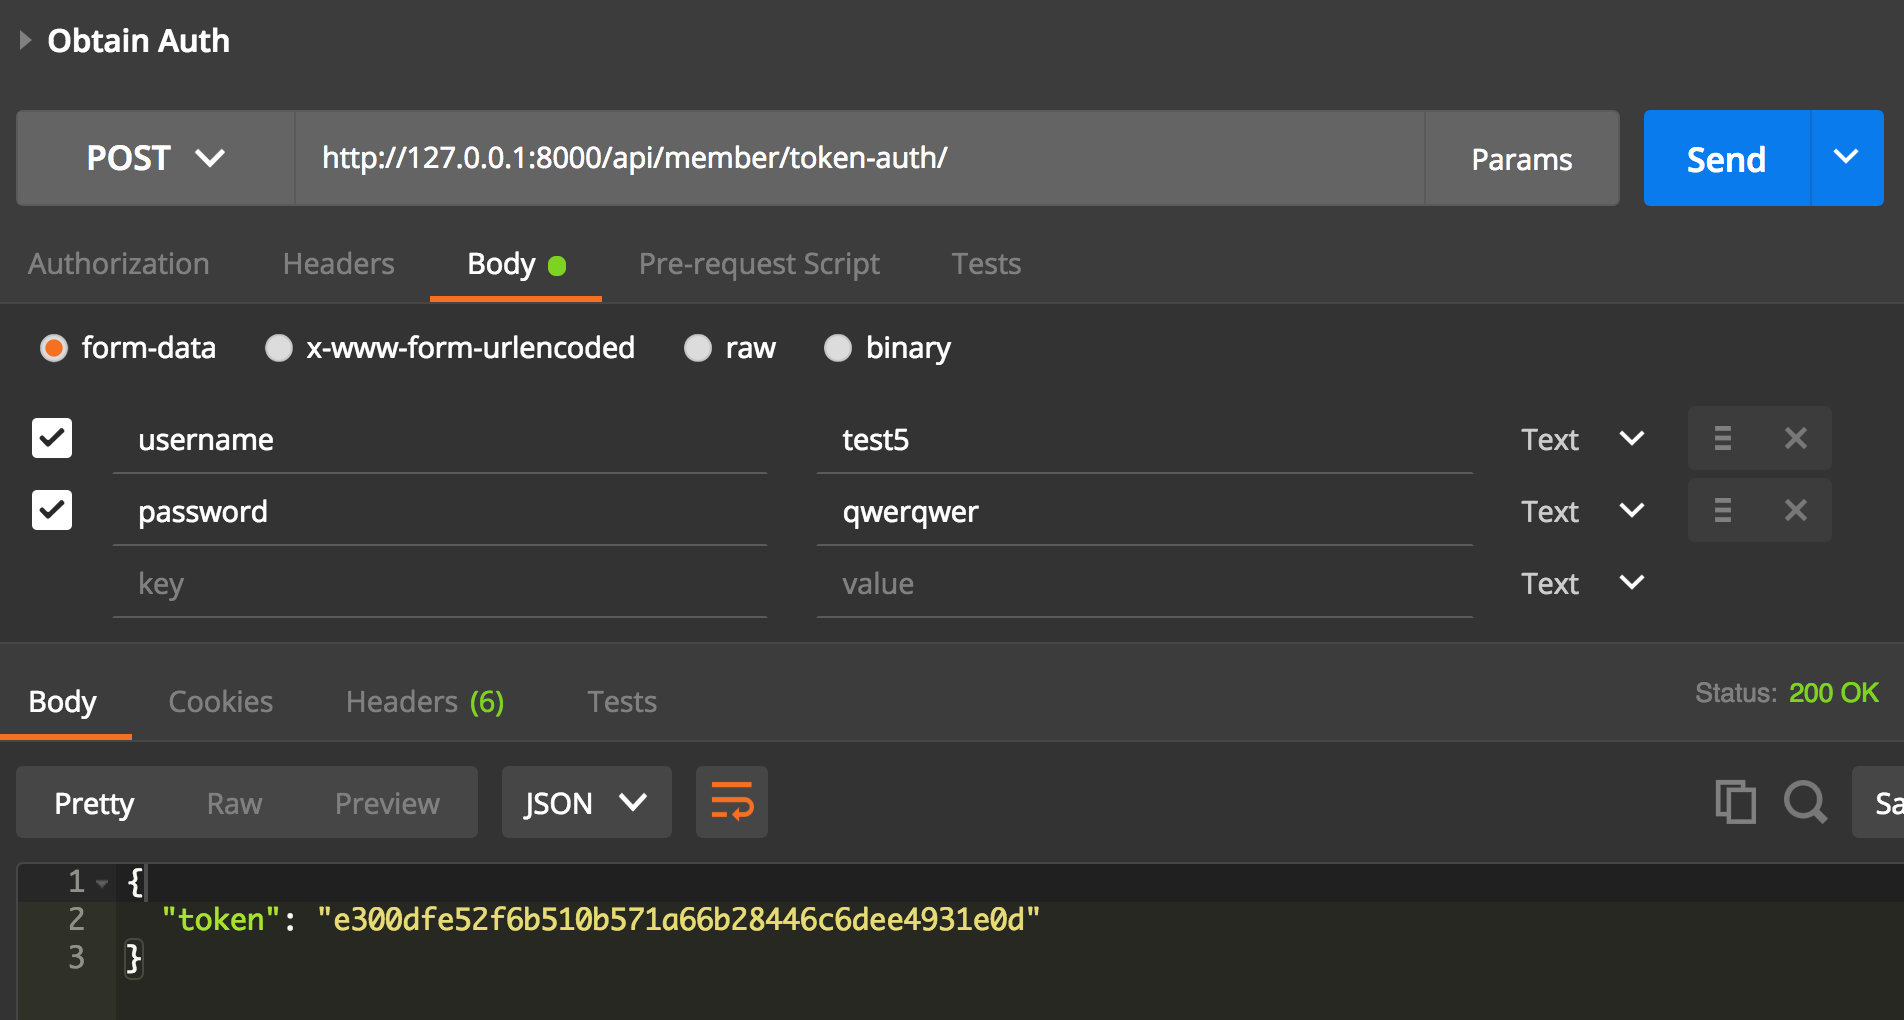 Obtain Auth
POST http://127.0.0.1:8000/api/member/token-auth/ Params Send
Authorization Headers Body Pre-request Script Tests
form-data x-www-form-urlencoded raw binary
username test5 Text
password qwerqwer Text
key value Text
Body Cookies Headers (6) Tests Status: 200 OK
Pretty Raw Preview JSON Sa
1 {
2 "token": "e300dfe52f6b510b571a66b28446c6dee4931e0d"
3 }